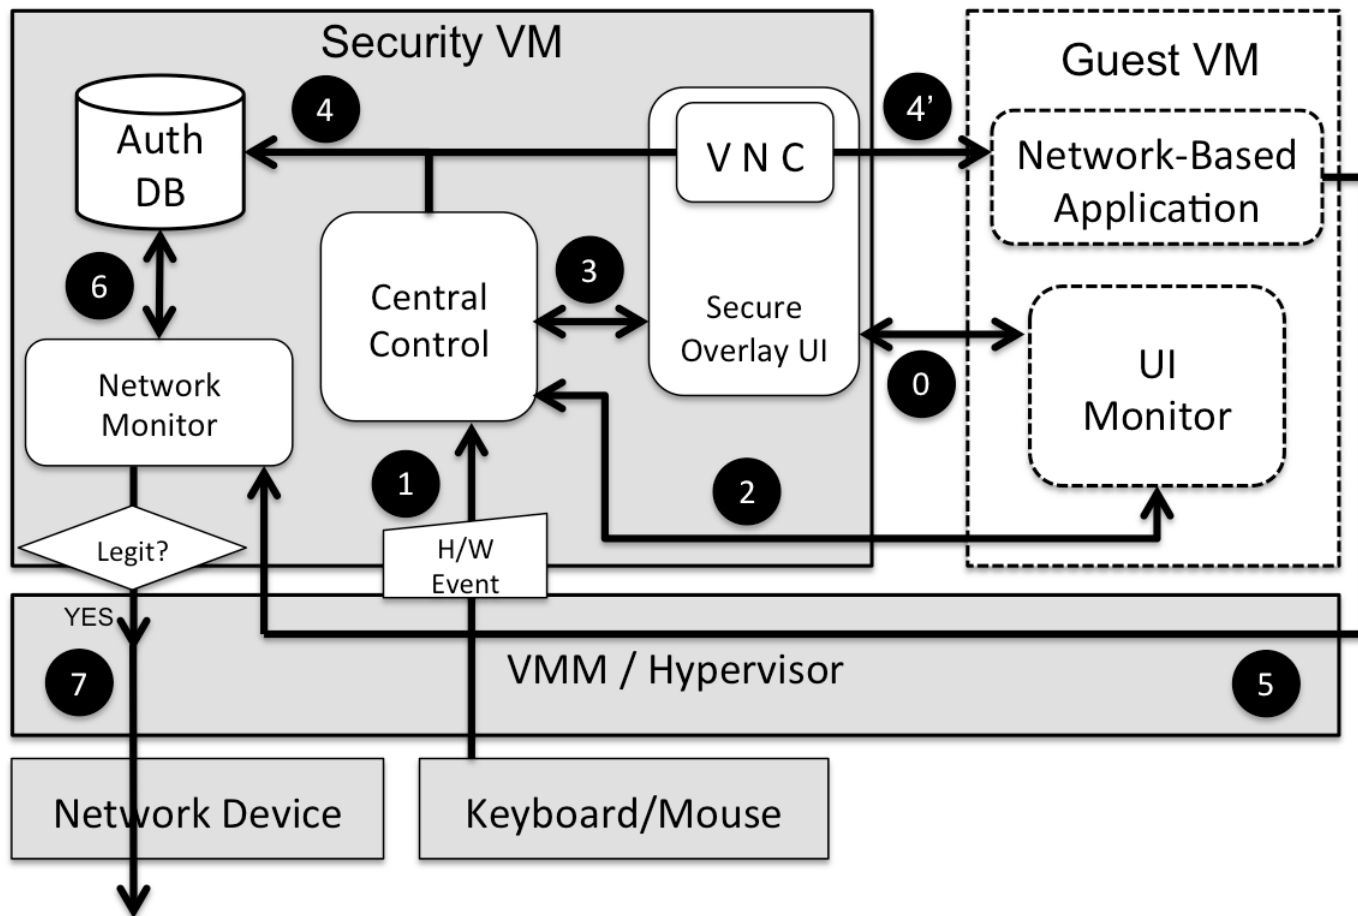 Security VM
Guest VM
4
4’
Auth
DB
V N C
Network-Based
Application
6
3
Central
Control
Secure
Overlay UI
0
UI
Monitor
Network
Monitor
1
2
Legit?
H/W
Event
YES
7
VMM / Hypervisor
5
Network Device
Keyboard/Mouse